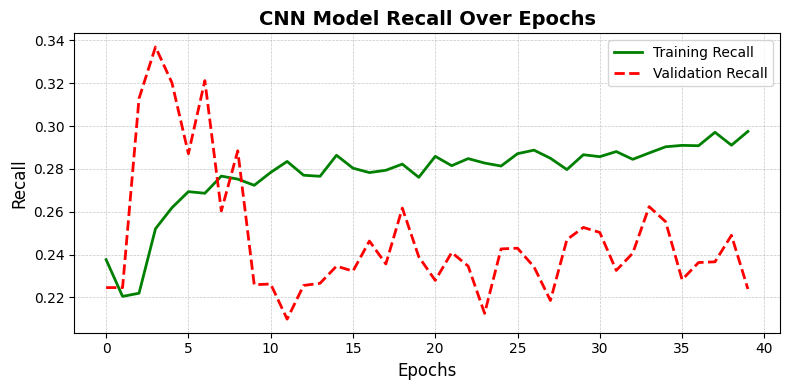 CNN Model Recall Over Epochs
Training Recall
Validation Recall
Recall
0.34
0.32
0.30
0.28
0.26
0.24
0.22
0 5 10 15 20 25 30 35 40
Epochs